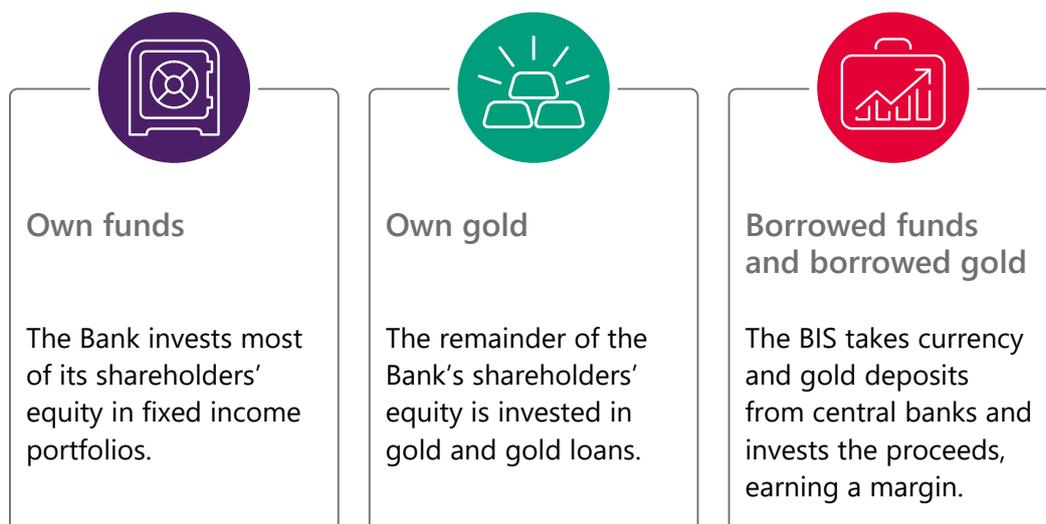 Own funds
The Bank invests most
of its shareholders’
equity in fixed income
portfolios.
Own gold
The remainder of the
Bank’s shareholders’
equity is invested in
gold and gold loans.
Borrowed funds
and borrowed gold
The BIS takes currency
and gold deposits
from central banks and
invests the proceeds,
earning a margin.